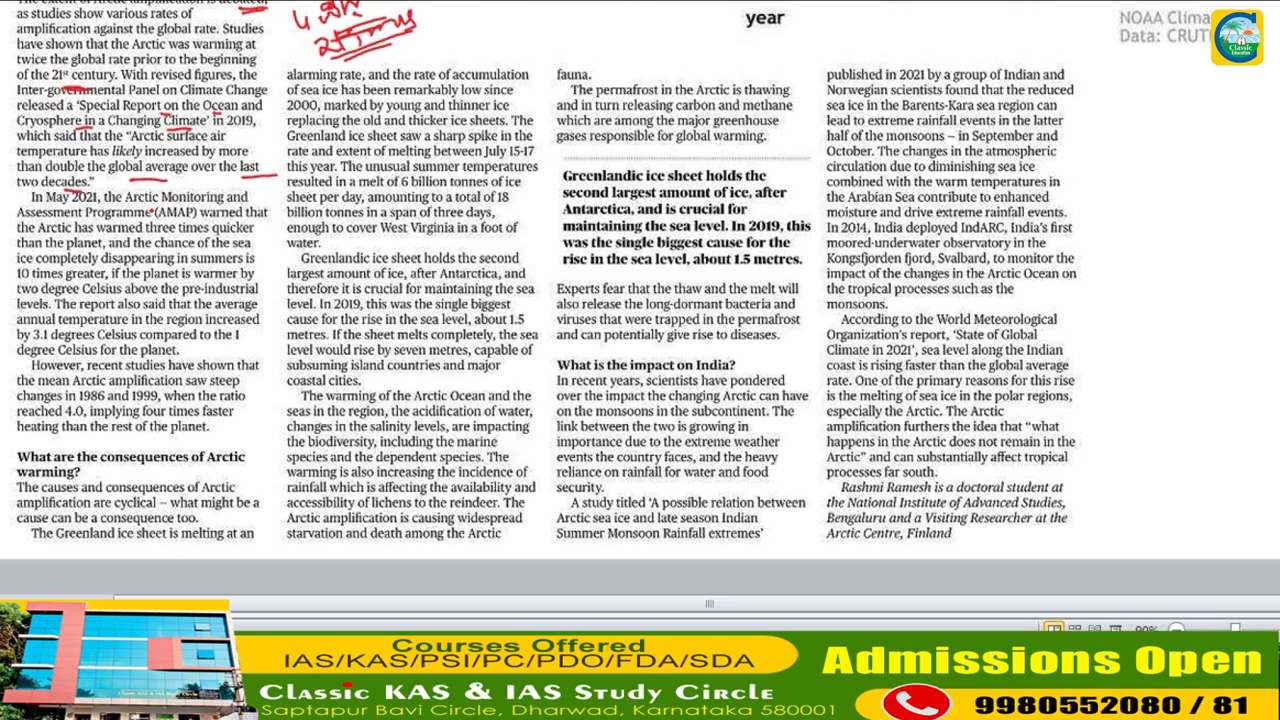 The extent of Arctic amplification is debated,
as studies show various rates of
amplification against the global rate. Studies
have shown that the Arctic was warming at
twice the global rate prior to the beginning
of the 21st century. With revised figures, the
Inter-governmental Panel on Climate Change
released a ‘Special Report on the Ocean and
Cryosphere in a Changing Climate’ in 2019,
which said that the “Arctic surface air
temperature has likely increased by more
than double the global average over the last
two decades.”
In May 2021, the Arctic Monitoring and
Assessment Programme (AMAP) warned that
the Arctic has warmed three times quicker
than the planet, and the chance of the sea
ice completely disappearing in summers is
10 times greater, if the planet is warmer by
two degree Celsius above the pre-industrial
levels. The report also said that the average
annual temperature in the region increased
by 3.1 degrees Celsius compared to the 1
degree Celsius for the planet.
However, recent studies have shown that
the mean Arctic amplification saw steep
changes in 1986 and 1999, when the ratio
reached 4.0, implying four times faster
heating than the rest of the planet.
What are the consequences of Arctic
warming?
The causes and consequences of Arctic
amplification are cyclical – what might be a
cause can be a consequence too.
The Greenland ice sheet is melting at an
alarming rate, and the rate of accumulation
of sea ice has been remarkably low since
2000, marked by young and thinner ice
replacing the old and thicker ice sheets. The
Greenland ice sheet saw a sharp spike in the
rate and extent of melting between July 15-17
this year. The unusual summer temperatures
resulted in a melt of 6 billion tonnes of ice
sheet per day, amounting to a total of 18
billion tonnes in a span of three days,
enough to cover West Virginia in a foot of
water.
Greenlandic ice sheet holds the second
largest amount of ice, after Antarctica, and
therefore it is crucial for maintaining the sea
level. In 2019, this was the single biggest
cause for the rise in the sea level, about 1.5
metres. If the sheet melts completely, the sea
level would rise by seven metres, capable of
subsuming island countries and major
coastal cities.
The warming of the Arctic Ocean and the
seas in the region, the acidification of water,
changes in the salinity levels, are impacting
the biodiversity, including the marine
species and the dependent species. The
warming is also increasing the incidence of
rainfall which is affecting the availability and
accessibility of lichens to the reindeer. The
Arctic amplification is causing widespread
starvation and death among the Arctic
year
fauna.
The permafrost in the Arctic is thawing
and in turn releasing carbon and methane
which are among the major greenhouse
gases responsible for global warming.
Greenlandic ice sheet holds the
second largest amount of ice, after
Antarctica, and is crucial for
maintaining the sea level. In 2019, this
was the single biggest cause for the
rise in the sea level, about 1.5 metres.
Experts fear that the thaw and the melt will
also release the long-dormant bacteria and
viruses that were trapped in the permafrost
and can potentially give rise to diseases.
What is the impact on India?
In recent years, scientists have pondered
over the impact the changing Arctic can have
on the monsoons in the subcontinent. The
link between the two is growing in
importance due to the extreme weather
events the country faces, and the heavy
reliance on rainfall for water and food
security.
A study titled ‘A possible relation between
Arctic sea ice and late season Indian
Summer Monsoon Rainfall extremes’
NOAA Clima
Data: CRUT
Classic
Education
published in 2021 by a group of Indian and
Norwegian scientists found that the reduced
sea ice in the Barents-Kara sea region can
lead to extreme rainfall events in the latter
half of the monsoons – in September and
October. The changes in the atmospheric
circulation due to diminishing sea ice
combined with the warm temperatures in
the Arabian Sea contribute to enhanced
moisture and drive extreme rainfall events.
In 2014, India deployed IndARC, India’s first
moored-underwater observatory in the
Kongsfjorden fjord, Svalbard, to monitor the
impact of the changes in the Arctic Ocean on
the tropical processes such as the
monsoons.
According to the World Meteorological
Organization’s report, ‘State of Global
Climate in 2021’, sea level along the Indian
coast is rising faster than the global average
rate. One of the primary reasons for this rise
is the melting of sea ice in the polar regions,
especially the Arctic. The Arctic
amplification furthers the idea that “what
happens in the Arctic does not remain in the
Arctic” and can substantially affect tropical
processes far south.
Rashmi Ramesh is a doctoral student at
the National Institute of Advanced Studies,
Bengaluru and a Visiting Researcher at the
Arctic Centre, Finland
90%
Courses Offered
IAS/KAS/PSI/PC/PDO/FDA/SDA
Classic KAS & IAS Study Circle
Saptapur Bavi Circle, Dharwad, Karnataka 580001
Admissions Open
9980552080 / 81